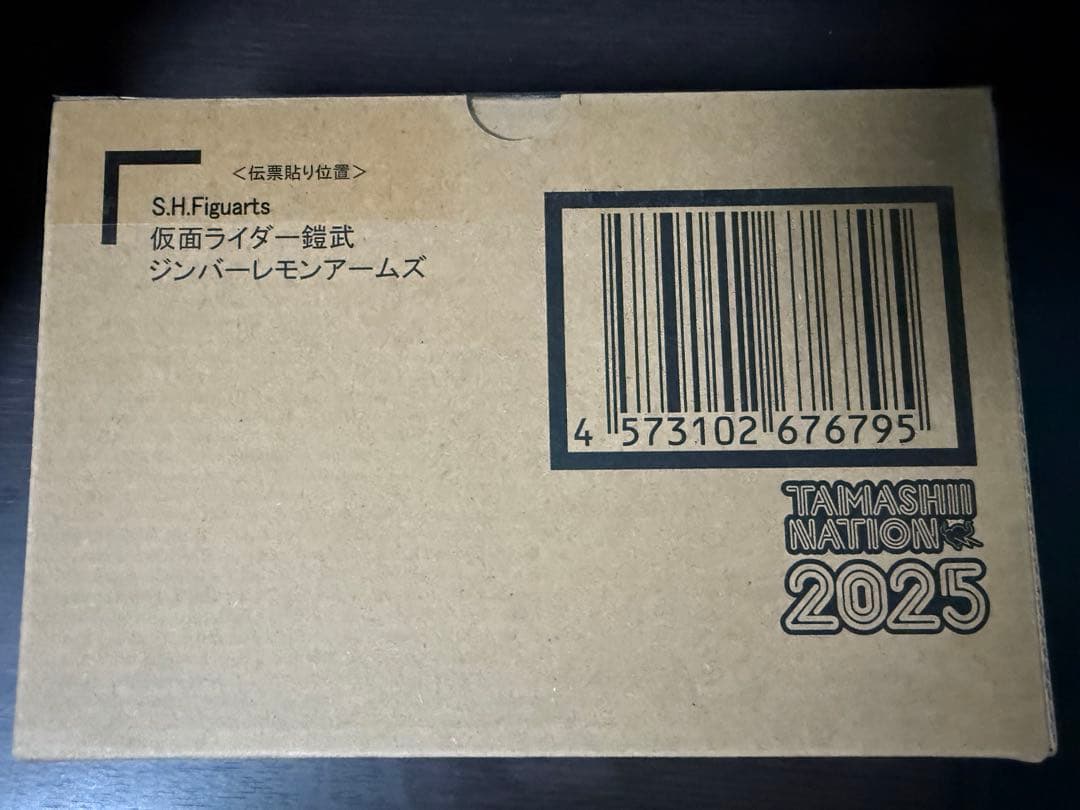 <伝票貼り位置>
S.H.Figuarts
仮面ライダー鎧武
ジンバーレモンアームズ
4 573102 676795
TAMASHII
NATION
2025